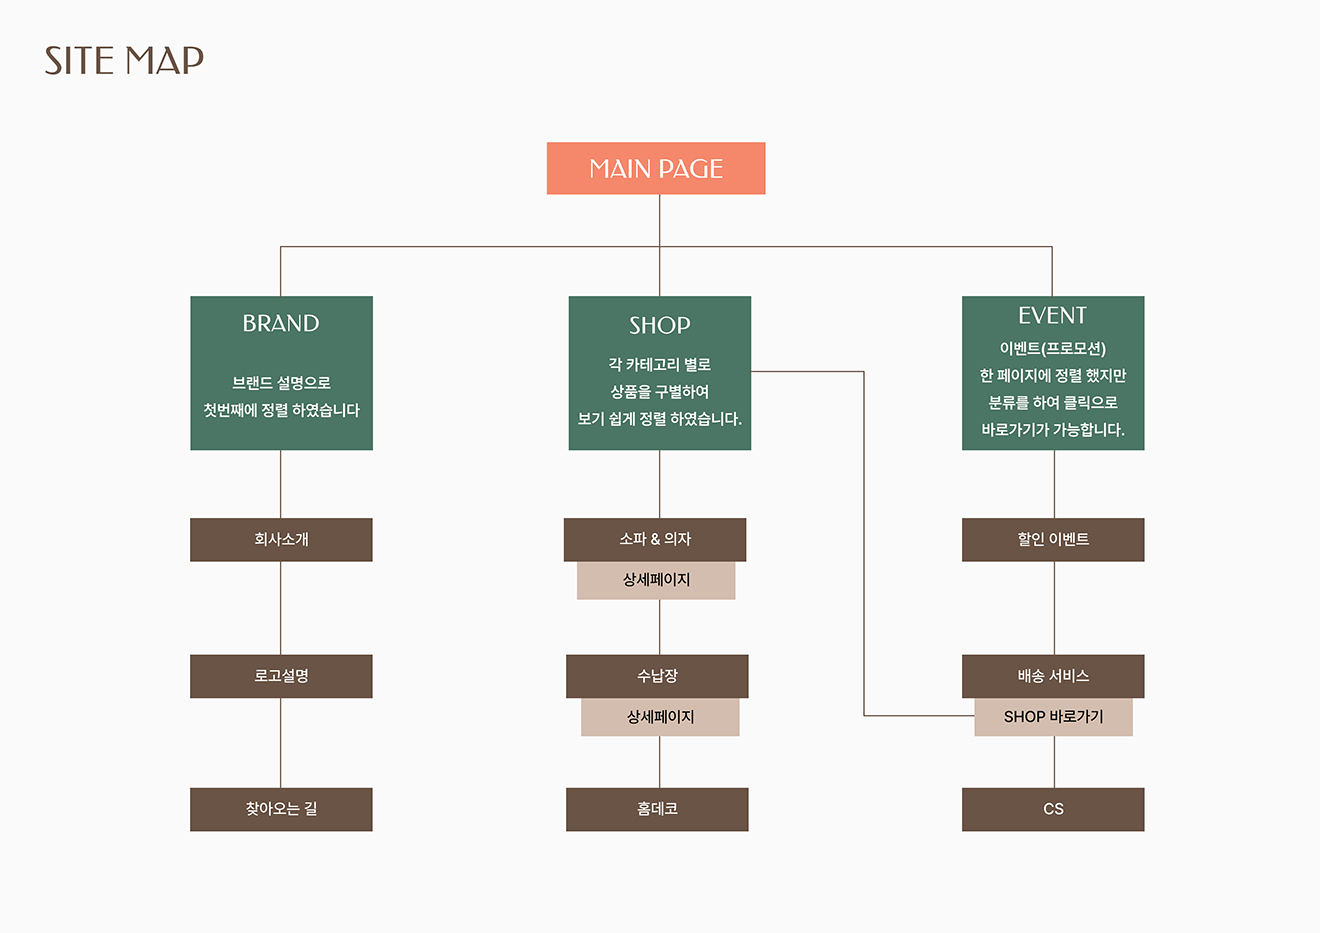 SITE MAP
MAIN PAGE
BRAND
브랜드 설명으로
첫번째에 정렬 하였습니다
SHOP
각 카테고리 별로
상품을 구별하여
보기 쉽게 정렬 하였습니다.
EVENT
이벤트(프로모션)
한 페이지에 정렬 했지만
분류를 하여 클릭으로
바로가기가 가능합니다.
회사소개
로고설명
찾아오는 길
소파 & 의자
상세페이지
수납장
상세페이지
홈데코
할인 이벤트
배송 서비스
SHOP 바로가기
CS